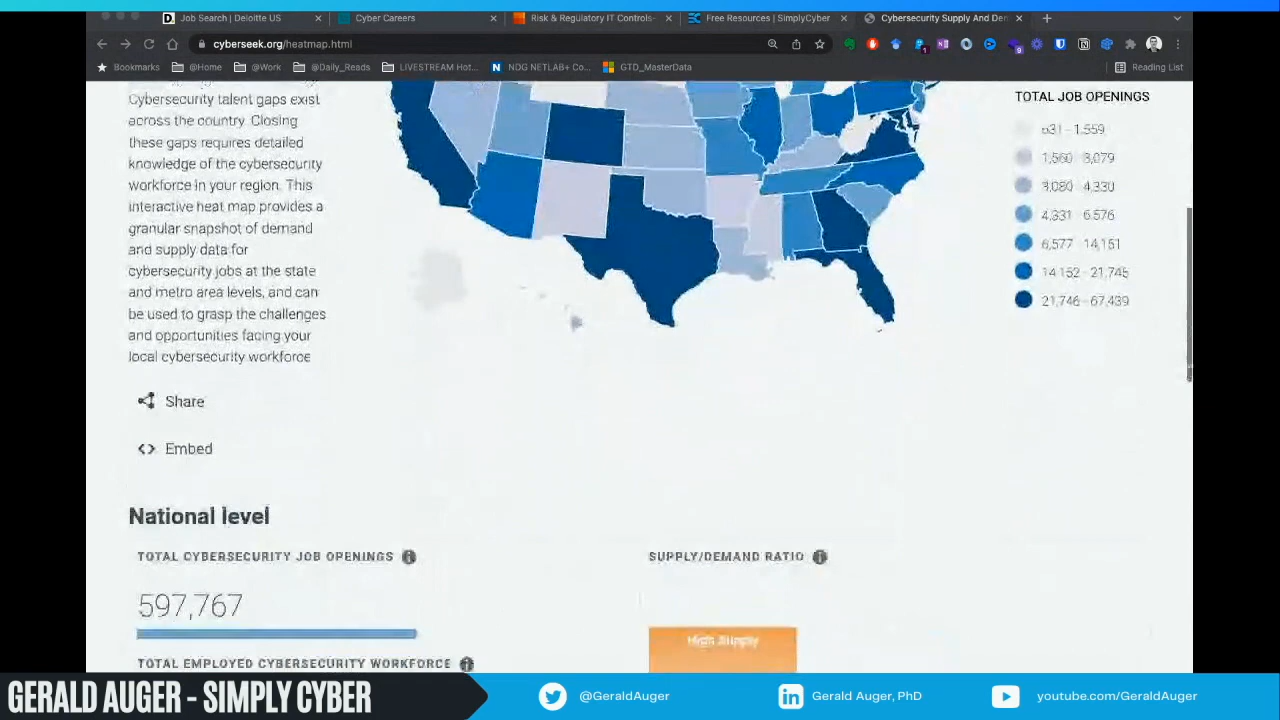 Job Search | Deloitte US
Cyber Careers
Risk & Regulatory IT Controls-
Free Resources | SimplyCyber
Cybersecurity Supply And Den
cyberseek.org/heatmap.html
Bookmarks
@Home
@Work
@Daily_Reads
LIVESTREAM Hot...
NDG NETLAB+ Co...
GTD_MasterData
Reading List
Cybersecurity talent gaps exist
across the country. Closing
these gaps requires detailed
knowledge of the cybersecurity
workforce in your region. This
interactive heat map provides a
granular snapshot of demand
and supply data for
cybersecurity jobs at the state
and metro area levels, and can
be used to grasp the challenges
and opportunities facing your
local cybersecurity workforce
Share
Embed
TOTAL JOB OPENINGS
1,560 - 3,079
3,080 - 4,330
4,331 - 6,576
6,577 - 14,151
14,152 - 21,745
21,746 - 67,439
National level
TOTAL CYBERSECURITY JOB OPENINGS
597,767
TOTAL EMPLOYED CYBERSECURITY WORKFORCE
SUPPLY/DEMAND RATIO
High Supply
GERALD AUGER - SIMPLY CYBER
@GeraldAuger
Gerald Auger, PhD
youtube.com/GeraldAuger